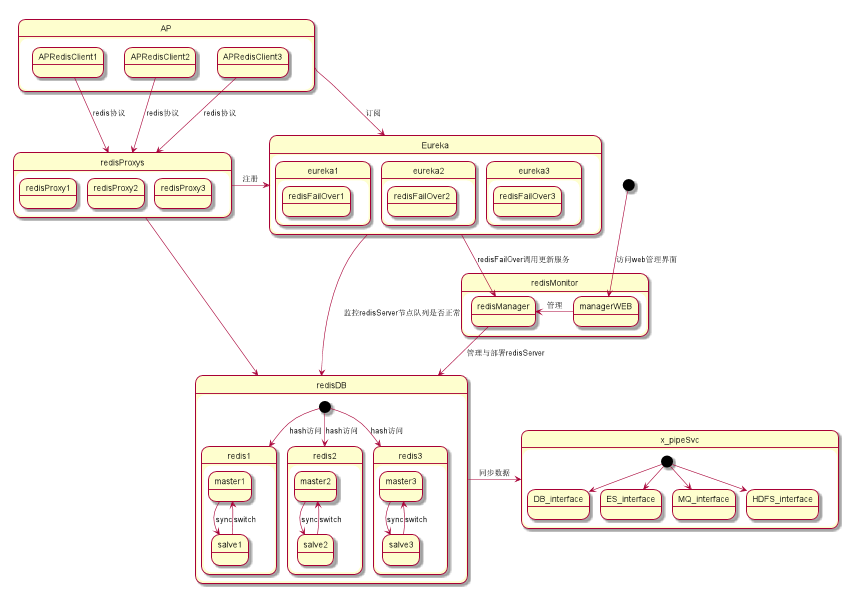 AP
APRedisClient1
APRedisClient2
APRedisClient3
redis协议
redis协议
redis协议
订阅
redisProxys
redisProxy1
redisProxy2
redisProxy3
注册
Eureka
eureka1
eureka2
eureka3
redisFailOver1
redisFailOver2
redisFailOver3
redisFailOver调用更新服务
访问web管理界面
redisMonitor
redisManager
管理
managerWEB
监控redisServer节点队列是否正常
管理与部署redisServer
redisDB
hash访问
hash访问
hash访问
redis1
redis2
redis3
master1
master2
master3
sync
switch
sync
switch
sync
switch
salve1
salve2
salve3
同步数据
x_pipeSvc
DB_interface
ES_interface
MQ_interface
HDFS_interface